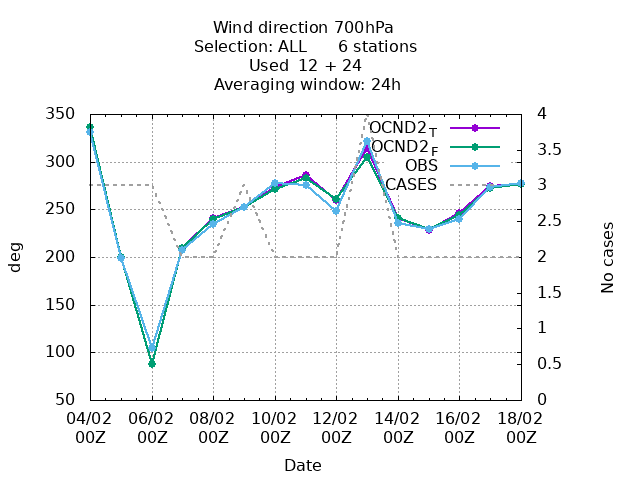 Wind direction 700hPa
Selection: ALL      6 stations
Used  12 + 24
Averaging window: 24h
OCND2_T
OCND2_F
OBS
CASES
350
300
250
200
150
100
50
deg
4
3.5
3
2.5
2
1.5
1
0.5
0
No cases
04/02 06/02 08/02 10/02 12/02 14/02 16/02 18/02
00Z 00Z 00Z 00Z 00Z 00Z 00Z 00Z
Date